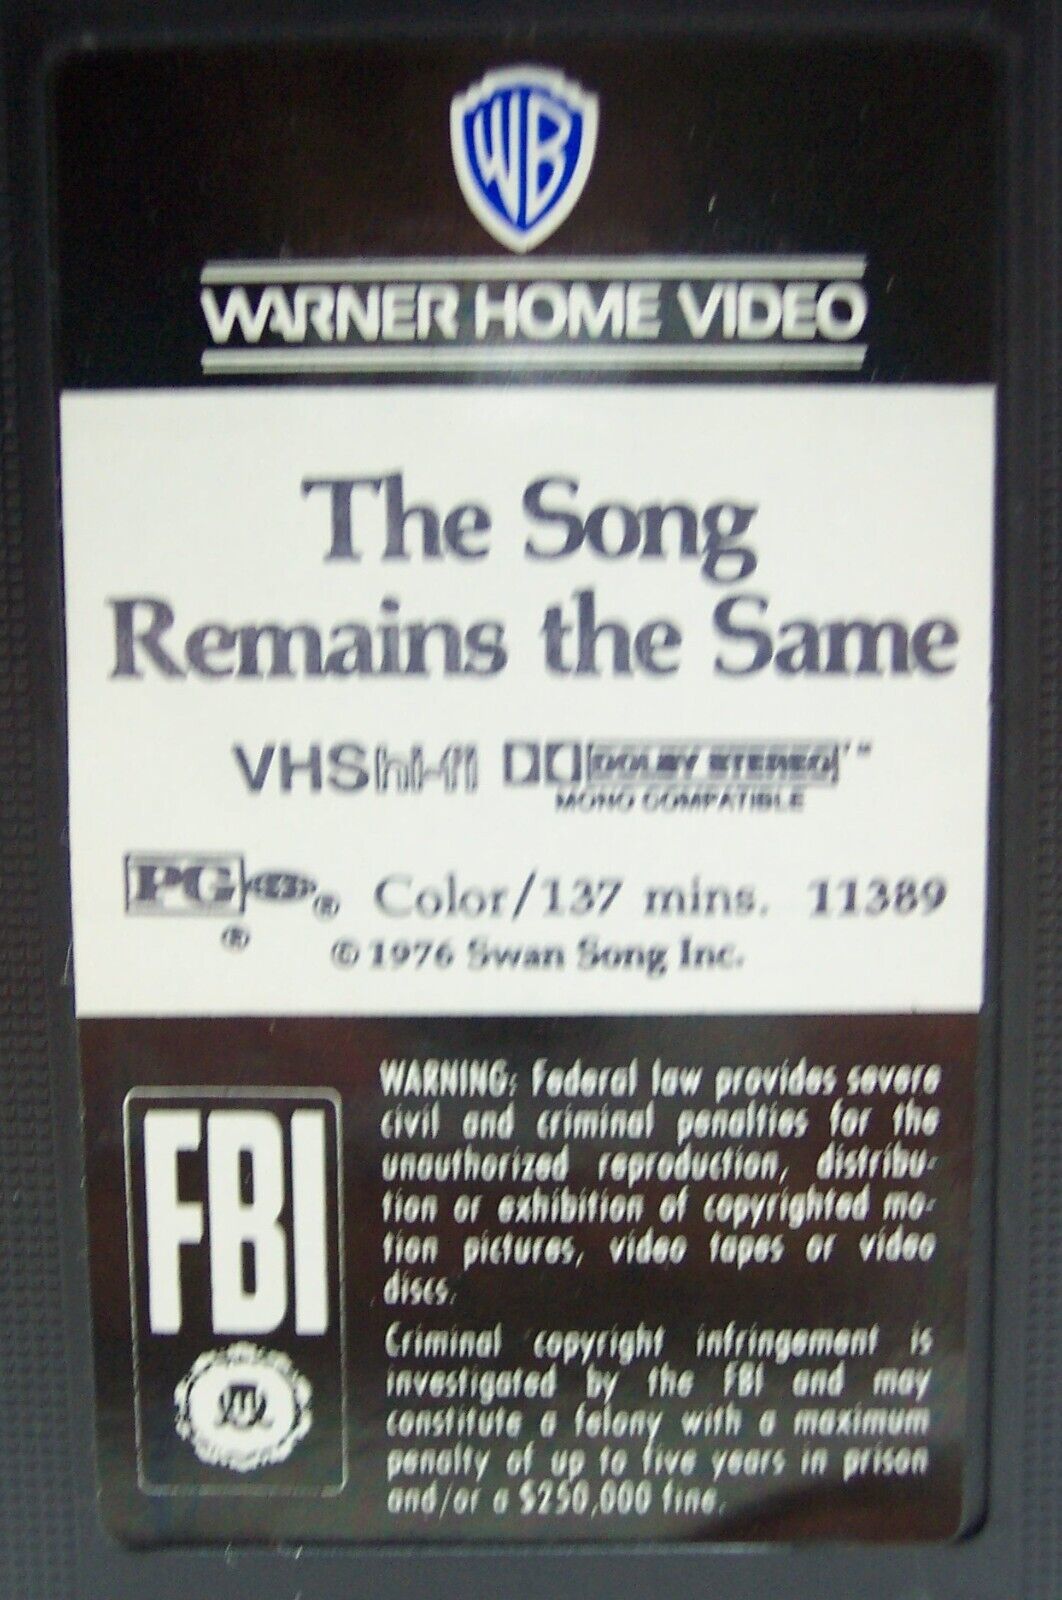 WB
WARNER HOME VIDEO
The Song
Remains the Same
VHS hi-fi DOLBY STEREO ™
MONO COMPATIBLE
PG ® Color/137 mins. 11389
® © 1976 Swan Song Inc.
FBI
WARNING: Federal law provides severe
civil and criminal penalties for the
unauthorized reproduction, distribu-
tion or exhibition of copyrighted mo-
tion pictures, video tapes or video
discs.
Criminal copyright infringement is
investigated by the FBI and may
constitute a felony with a maximum
penalty of up to five years in prison
and/or a $250,000 fine.